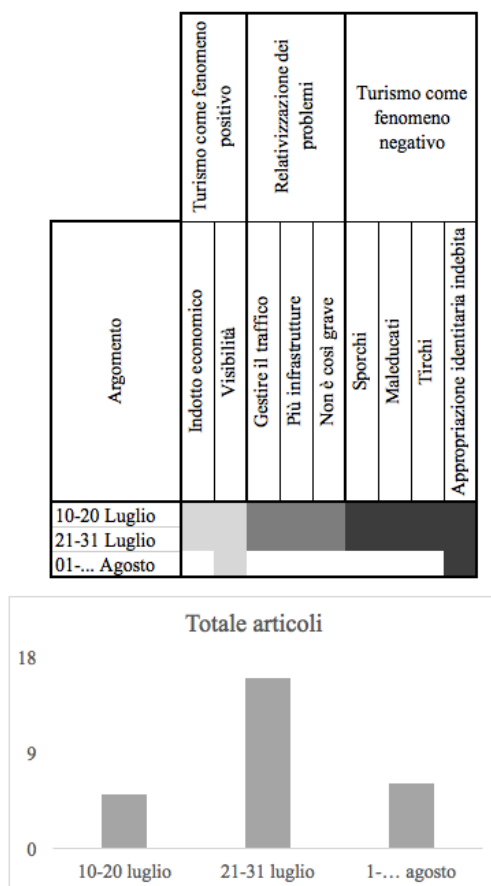 Turismo come fenomeno
positivo
Relativizzazione dei
problemi
Turismo come
fenomeno
negativo
Argomento
Indotto economico
Visibilità
Gestire il traffico
Più infrastrutture
Non è così grave
Sporchi
Maleducati
Tirchi
Appropriazione identitaria indebita
10-20 Luglio
21-31 Luglio
01-... Agosto
Totale articoli
18
9
0
10-20 luglio
21-31 luglio
1-... agosto